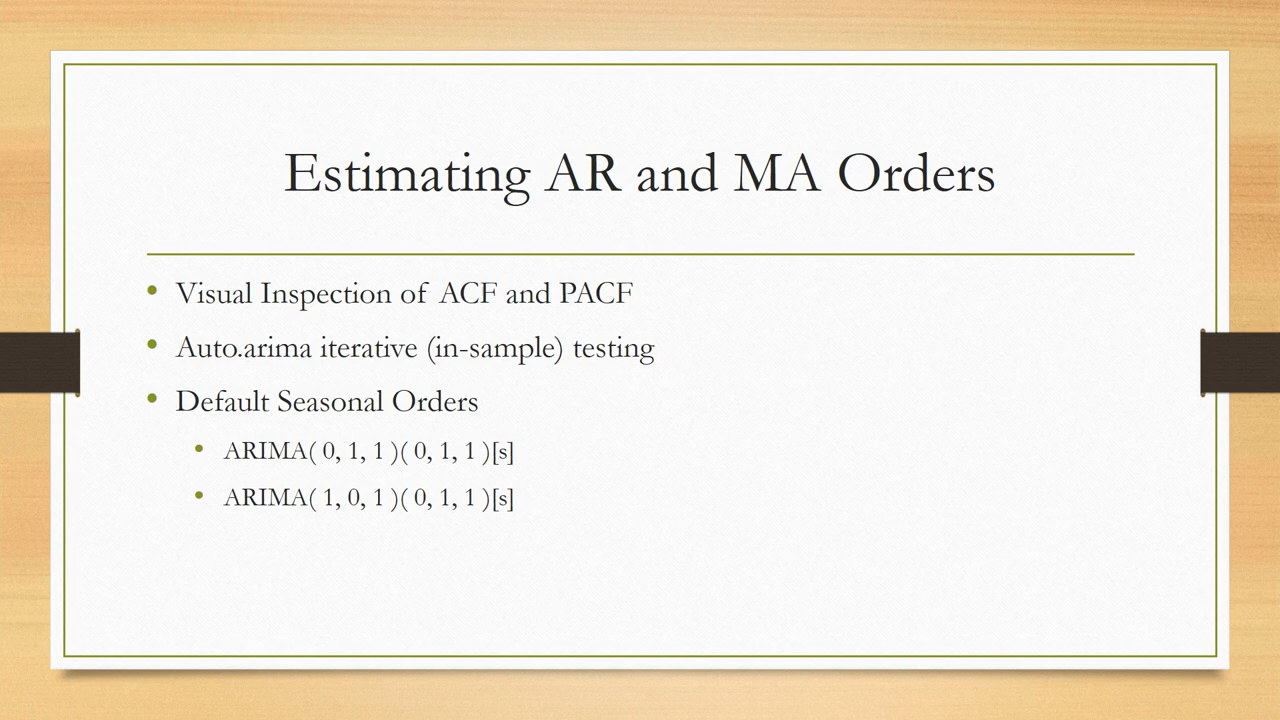 Estimating AR and MA Orders
• Visual Inspection of ACF and PACF
• Auto.arima iterative (in-sample) testing
• Default Seasonal Orders
• ARIMA( 0, 1, 1 )( 0, 1, 1 )[s]
• ARIMA( 1, 0, 1 )( 0, 1, 1 )[s]